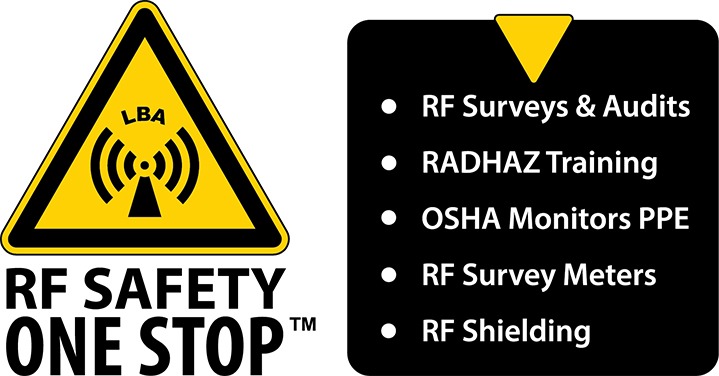 LBA
RF SAFETY
ONE STOP™
• RF Surveys & Audits
• RADHAZ Training
• OSHA Monitors PPE
• RF Survey Meters
• RF Shielding